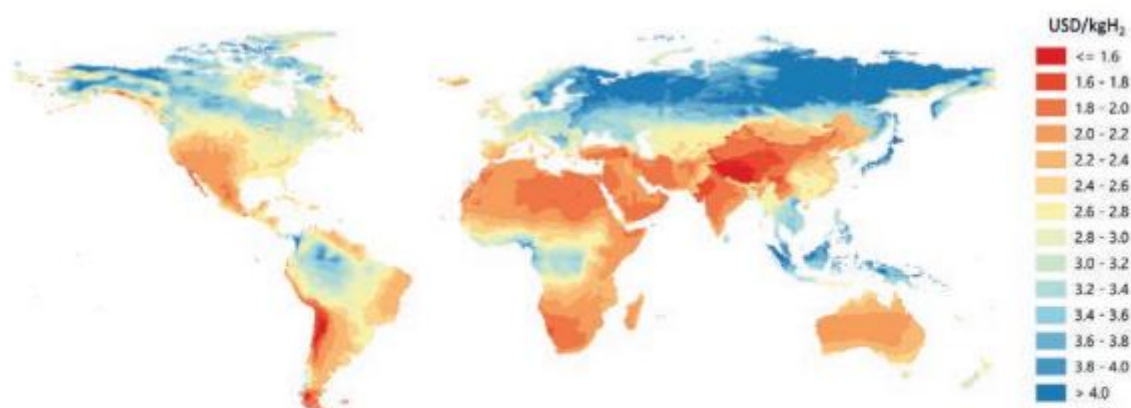 USD/kgH₂
<= 1.6
1.6 - 1.8
1.8 - 2.0
2.0 - 2.2
2.2 - 2.4
2.4 - 2.6
2.6 - 2.8
2.8 - 3.0
3.0 - 3.2
3.2 - 3.4
3.4 - 3.6
3.6 - 3.8
3.8 - 4.0
> 4.0